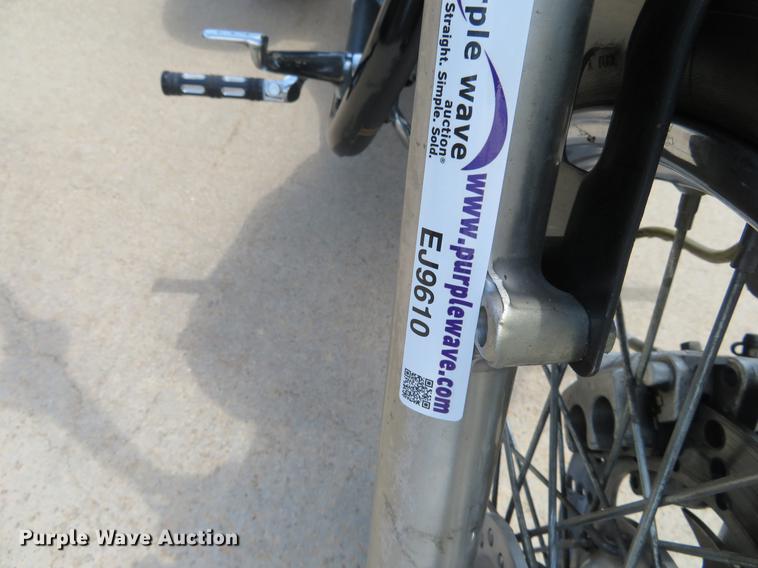 ple wave
auction®
Straight. Simple. Sold.
www.purplewave.com
EJ9610
Purple Wave Auction